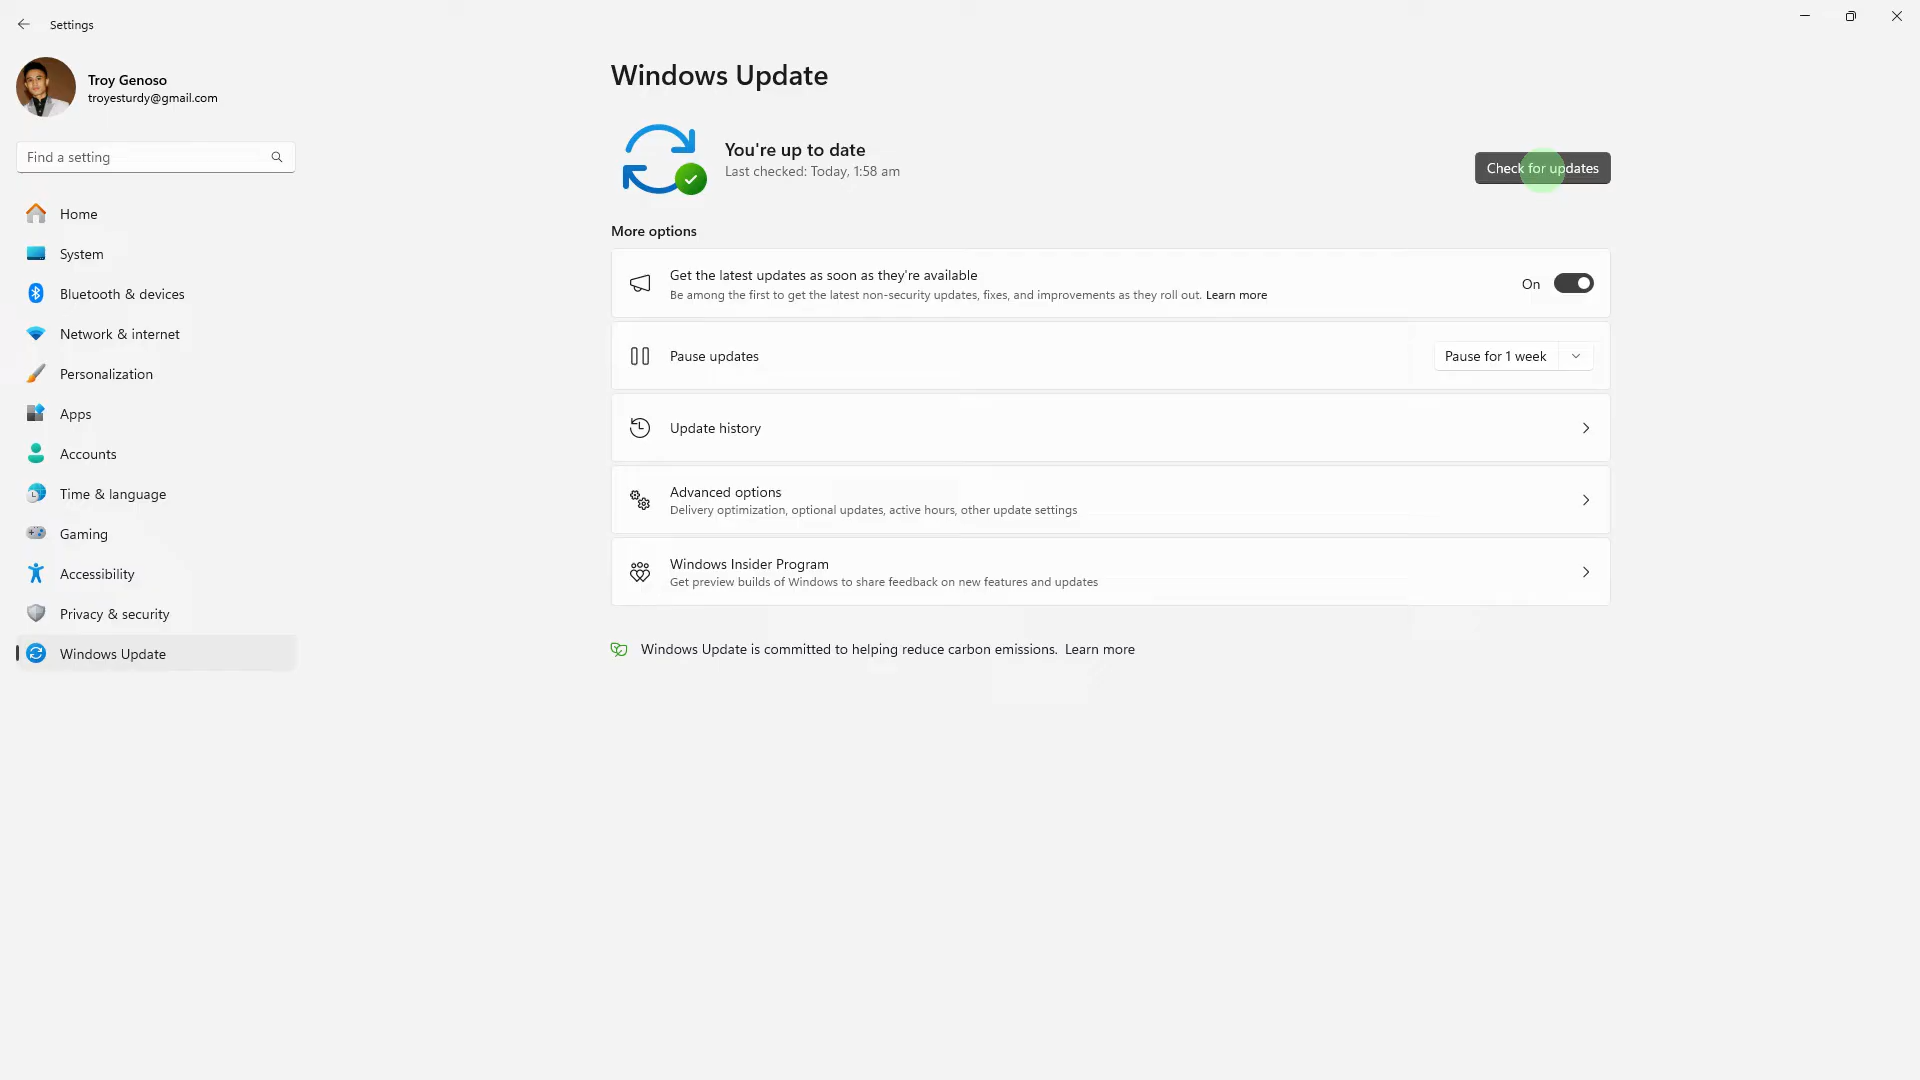 Settings
Troy Genoso
troyesturdy@gmail.com
Find a setting
Home
System
Bluetooth & devices
Network & internet
Personalization
Apps
Accounts
Time & language
Gaming
Accessibility
Privacy & security
Windows Update
Windows Update
You're up to date
Last checked: Today, 1:58 am
Check for updates
More options
Get the latest updates as soon as they're available
Be among the first to get the latest non-security updates, fixes, and improvements as they roll out. Learn more
On
Pause updates
Pause for 1 week
Update history
Advanced options
Delivery optimization, optional updates, active hours, other update settings
Windows Insider Program
Get preview builds of Windows to share feedback on new features and updates
Windows Update is committed to helping reduce carbon emissions. Learn more